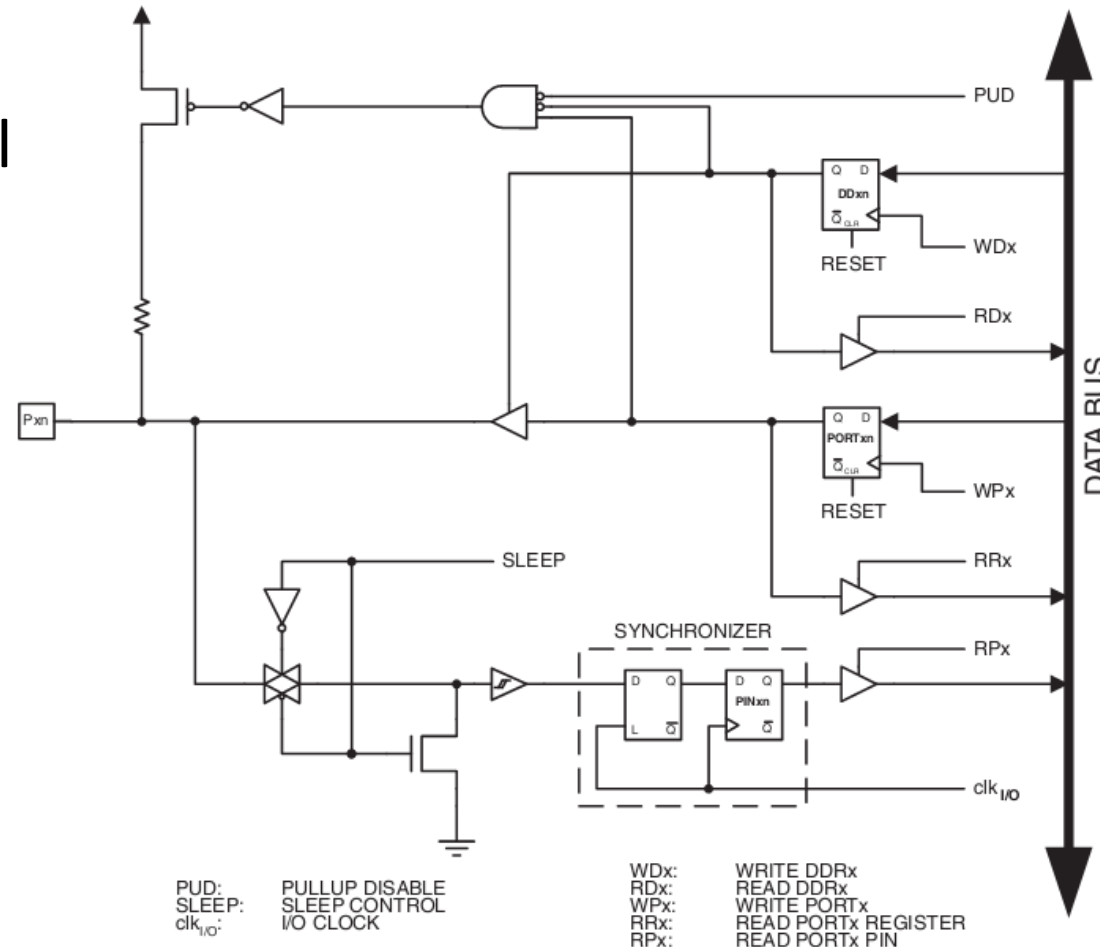 PUD
Q D
DDxn
Q CLR
WDx
RESET
RDx
DATA BUS
Pxn
Q D
PORTxn
Q CLR
WPx
RESET
SLEEP
RRx
SYNCHRONIZER
RPx
D Q
D Q
PINxn
L Q
Q
clk I/O
PUD: PULLUP DISABLE
SLEEP: SLEEP CONTROL
clkI/O: I/O CLOCK
WDx: WRITE DDRx
RDx: READ DDRx
WPx: WRITE PORTx
RRx: READ PORTx REGISTER
RPx: READ PORTx PIN